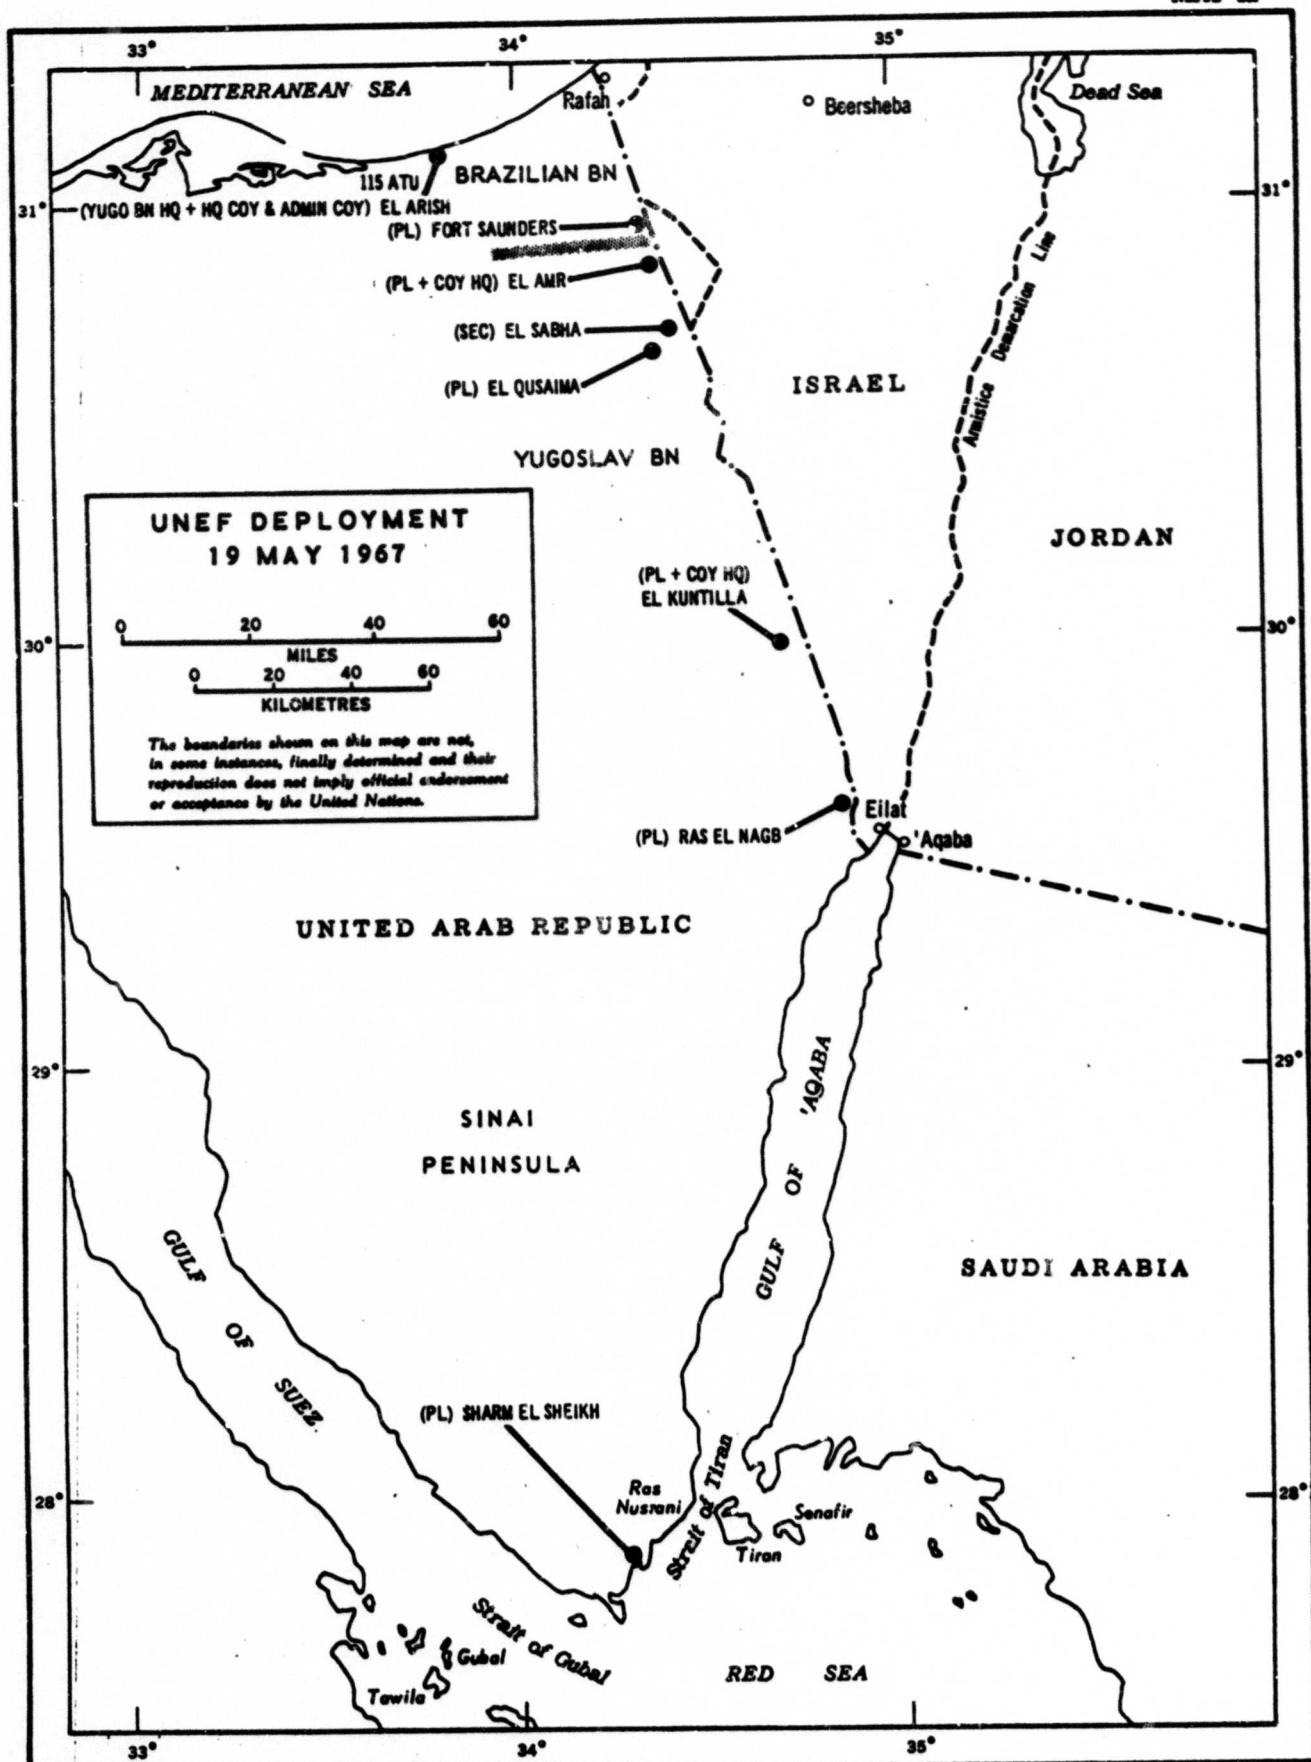 33°
34°
35°
MEDITERRANEAN SEA
Rafah
Beersheba
Dead Sea
115 ATU
BRAZILIAN BN
31°
31°
(YUGO BN HQ + HQ COY & ADMIN COY) EL ARISH
(PL) FORT SAUNDERS
(PL + COY HQ) EL AMR
Armistice Demarcation Line
(SEC) EL SABHA
(PL) EL QUSAIMA
ISRAEL
YUGOSLAV BN
UNEF DEPLOYMENT
19 MAY 1967
0 20 40 60
MILES
0 20 40 60
KILOMETRES
The boundaries shown on this map are not,
in some instances, finally determined and their
reproduction does not imply official endorsement
or acceptance by the United Nations.
JORDAN
(PL + COY HQ)
EL KUNTILLA
30°
30°
Eilat
(PL) RAS EL NAGB
'Aqaba
UNITED ARAB REPUBLIC
29°
29°
GULF OF 'AQABA
SINAI
PENINSULA
GULF OF SUEZ
SAUDI ARABIA
(PL) SHARM EL SHEIKH
28°
28°
Ras
Nusrani
Strait of Tiran
Senafir
Tiran
Strait of Gubal
Gubal
Tawila
RED SEA
33°
34°
35°